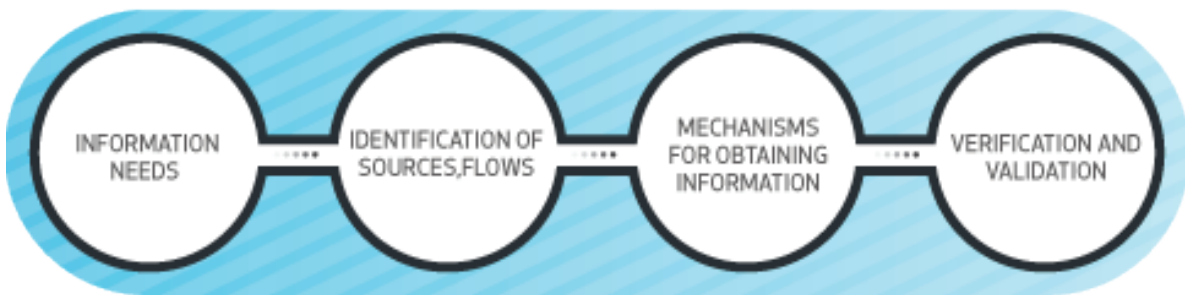 INFORMATION
NEEDS
IDENTIFICATION OF
SOURCES,FLOWS
MECHANISMS
FOR OBTAINING
INFORMATION
VERIFICATION AND
VALIDATION